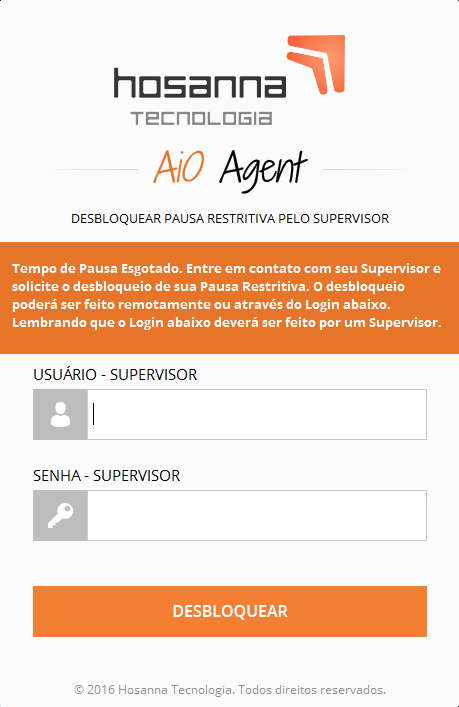 hosanna
TECNOLOGIA
AiO Agent
DESBLOQUEAR PAUSA RESTRITIVA PELO SUPERVISOR
Tempo de Pausa Esgotado. Entre em contato com seu Supervisor e
solicite o desbloqueio de sua Pausa Restritiva. O desbloqueio
poderá ser feito remotamente ou através do Login abaixo.
Lembrando que o Login abaixo deverá ser feito por um Supervisor.
USUÁRIO - SUPERVISOR
SENHA - SUPERVISOR
DESBLOQUEAR
© 2016 Hosanna Tecnologia. Todos direitos reservados.